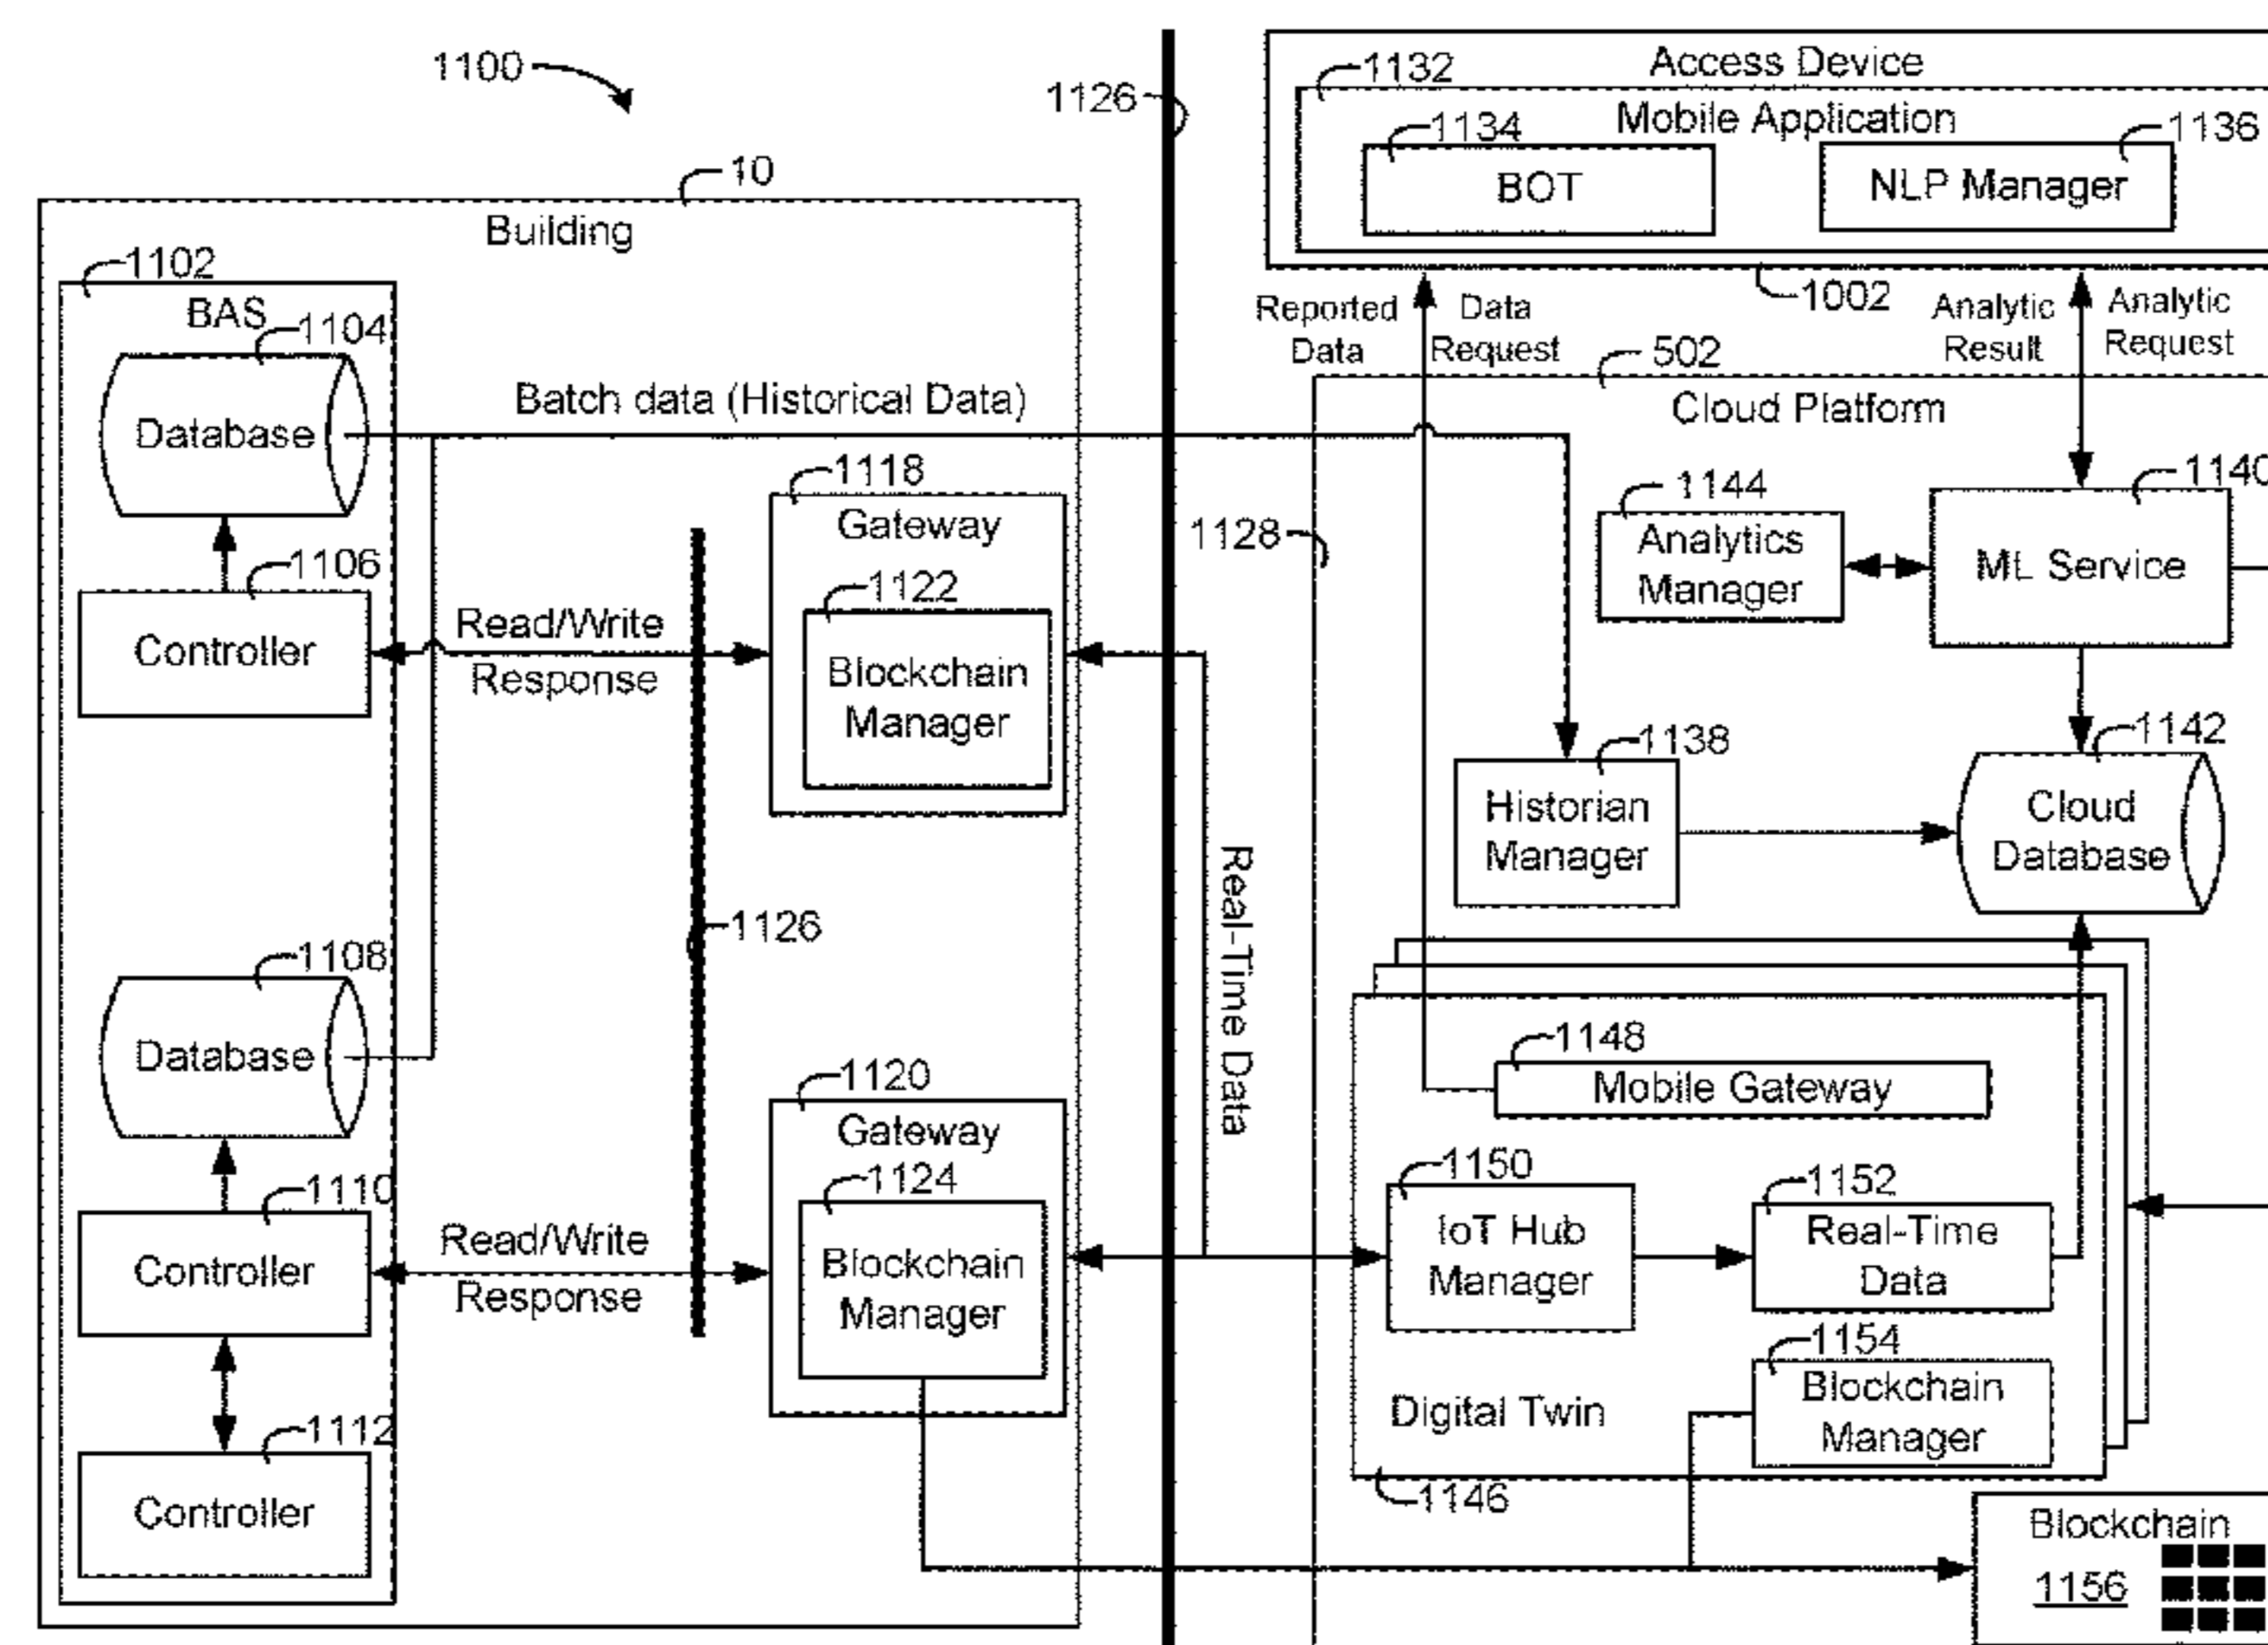 1100
10
Building
1102
BAS
1104
Database
Batch data (Historical Data)
1106
Controller
Read/Write
Response
1118
Gateway
1122
Blockchain
Manager
1126
1108
Database
1110
Controller
Read/Write
Response
1112
Controller
1120
Gateway
1124
Blockchain
Manager
1126
Real-Time Data
1128
Access Device
1132
Mobile Application
1134
BOT
1136
NLP Manager
1002
Reported
Data
Data
Request
Analytic
Result
Analytic
Request
502
Cloud Platform
1144
Analytics
Manager
1140
ML Service
1138
Historian
Manager
1142
Cloud
Database
1148
Mobile Gateway
1150
IoT Hub
Manager
1152
Real-Time
Data
1154
Blockchain
Manager
Digital Twin
1146
Blockchain
1156